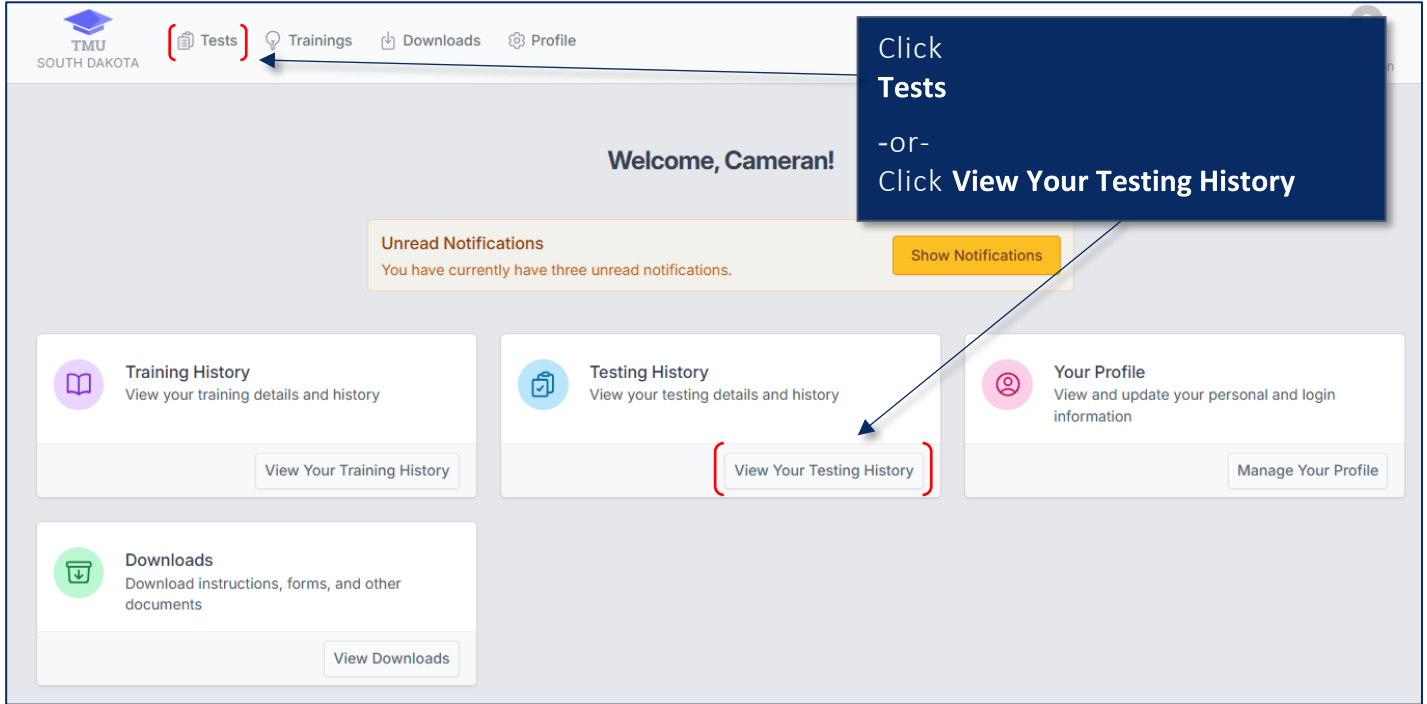 TMU
SOUTH DAKOTA
Tests
Trainings
Downloads
Profile
Click
Tests
-or-
Click View Your Testing History
Welcome, Cameran!
Unread Notifications
You have currently have three unread notifications.
Show Notifications
Training History
View your training details and history
View Your Training History
Testing History
View your testing details and history
View Your Testing History
Your Profile
View and update your personal and login
information
Manage Your Profile
Downloads
Download instructions, forms, and other
documents
View Downloads